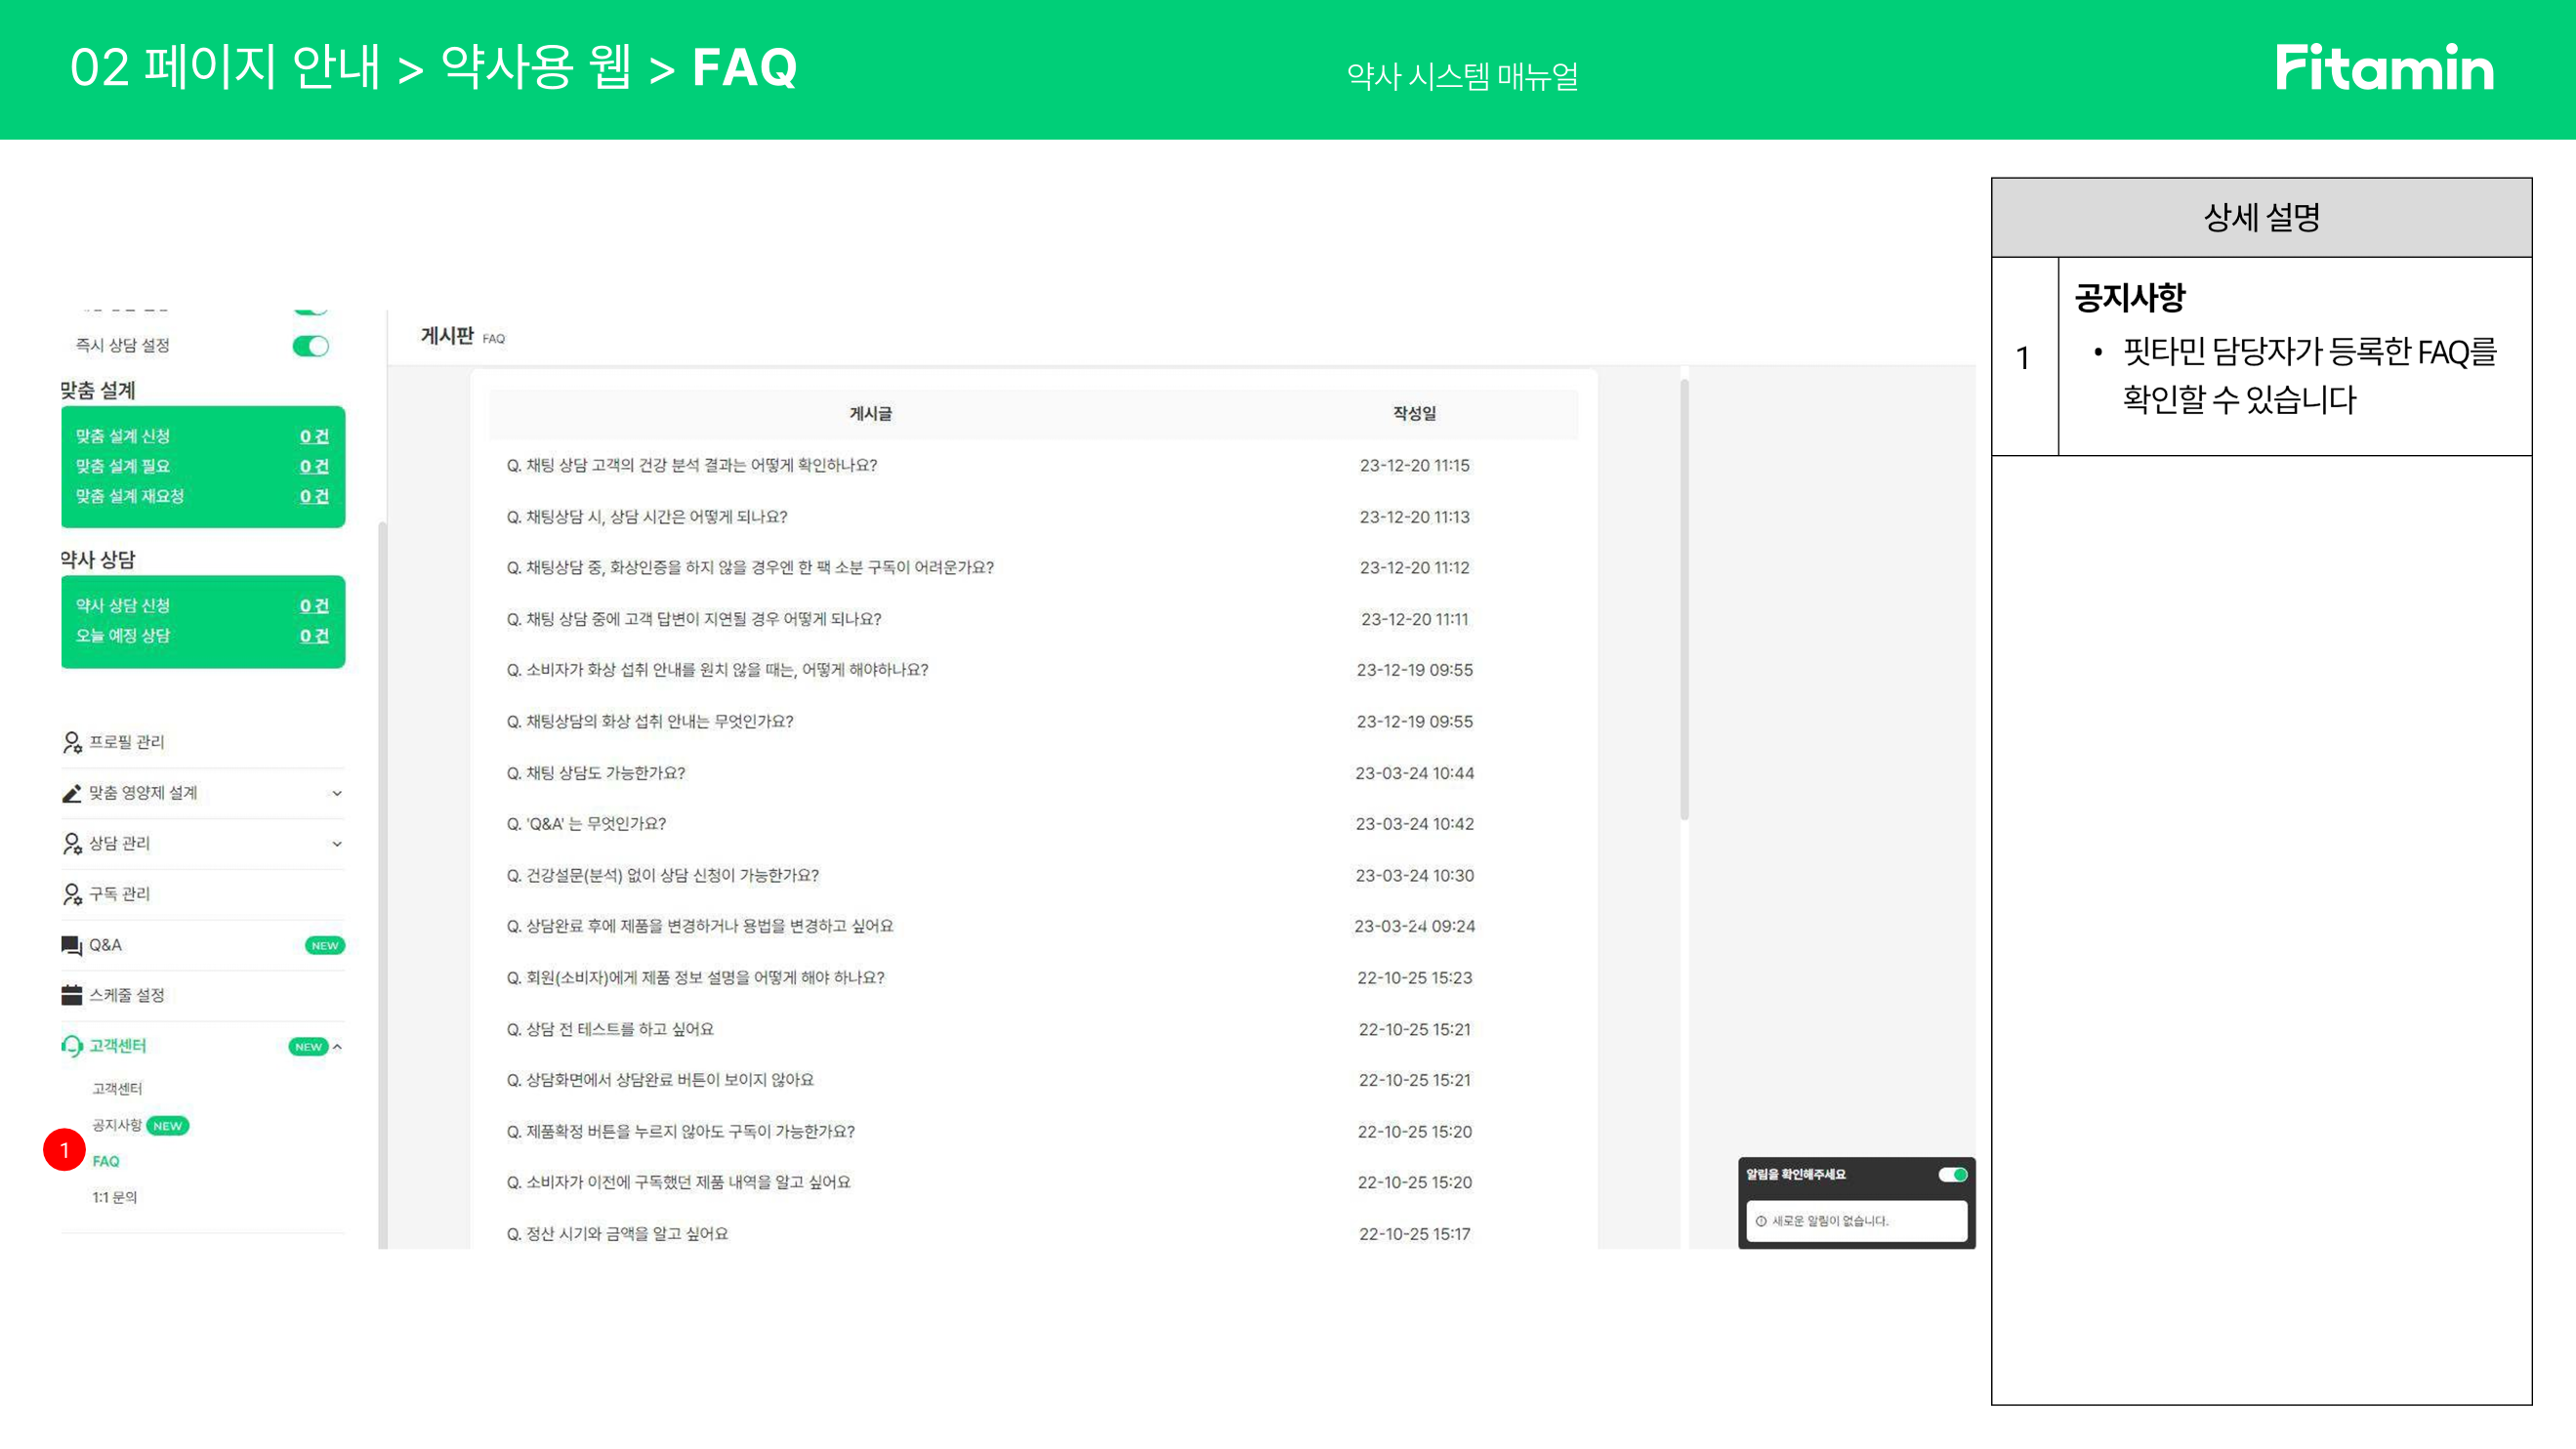 02 페이지 안내 > 약사용 웹 > FAQ
약사 시스템 매뉴얼
Fitamin
즉시 상담 설정
맞춤 설계
맞춤 설계 신청 0 건
맞춤 설계 필요 0 건
맞춤 설계 재요청 0 건
약사 상담
약사 상담 신청 0 건
오늘 예정 상담 0 건
프로필 관리
맞춤 영양제 설계
상담 관리
구독 관리
Q&A NEW
스케줄 설정
고객센터 NEW
고객센터
공지사항 NEW
1
FAQ
1:1 문의
게시판 FAQ
게시글 작성일
Q. 채팅 상담 고객의 건강 분석 결과는 어떻게 확인하나요? 23-12-20 11:15
Q. 채팅상담 시, 상담 시간은 어떻게 되나요? 23-12-20 11:13
Q. 채팅상담 중, 화상인증을 하지 않을 경우엔 한 팩 소분 구독이 어려운가요? 23-12-20 11:12
Q. 채팅 상담 중에 고객 답변이 지연될 경우 어떻게 되나요? 23-12-20 11:11
Q. 소비자가 화상 섭취 안내를 원치 않을 때는, 어떻게 해야하나요? 23-12-19 09:55
Q. 채팅상담의 화상 섭취 안내는 무엇인가요? 23-12-19 09:55
Q. 채팅 상담도 가능한가요? 23-03-24 10:44
Q. 'Q&A' 는 무엇인가요? 23-03-24 10:42
Q. 건강설문(분석) 없이 상담 신청이 가능한가요? 23-03-24 10:30
Q. 상담완료 후에 제품을 변경하거나 용법을 변경하고 싶어요 23-03-24 09:24
Q. 회원(소비자)에게 제품 정보 설명을 어떻게 해야 하나요? 22-10-25 15:23
Q. 상담 전 테스트를 하고 싶어요 22-10-25 15:21
Q. 상담화면에서 상담완료 버튼이 보이지 않아요 22-10-25 15:21
Q. 제품확정 버튼을 누르지 않아도 구독이 가능한가요? 22-10-25 15:20
Q. 소비자가 이전에 구독했던 제품 내역을 알고 싶어요 22-10-25 15:20
Q. 정산 시기와 금액을 알고 싶어요 22-10-25 15:17
알림을 확인해주세요
새로운 알림이 없습니다.
상세 설명
1
공지사항
• 핏타민 담당자가 등록한 FAQ를
확인할 수 있습니다